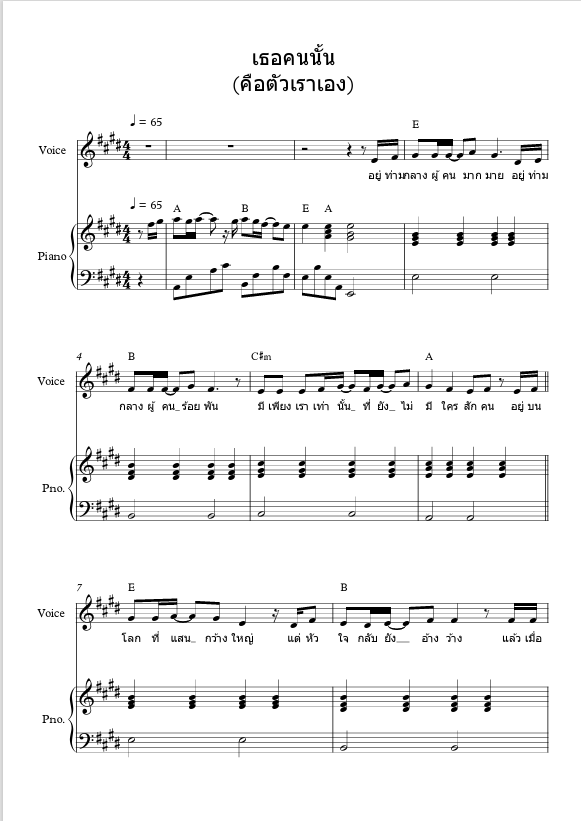 เธอคนนั้น
(คือตัวเราเอง)
♩ = 65
E
Voice
อยู่ ท่ามกลาง ผู้ คน มาก มาย อยู่ ท่าม
♩ = 65
A B E A
Piano
4 B C#m A
Voice
กลาง ผู้ คน_ ร้อย พัน มี เพียง เรา เท่า นั้น_ ที่ ยัง_ ไม่ มี ใคร สัก คน อยู่ บน
Pno.
7 E B
Voice
โลก ที่ แสน_ กว้าง ใหญ่ แต่ หัว ใจ กลับ ยัง__ อ้าง ว้าง แล้ว เมื่อ
Pno.